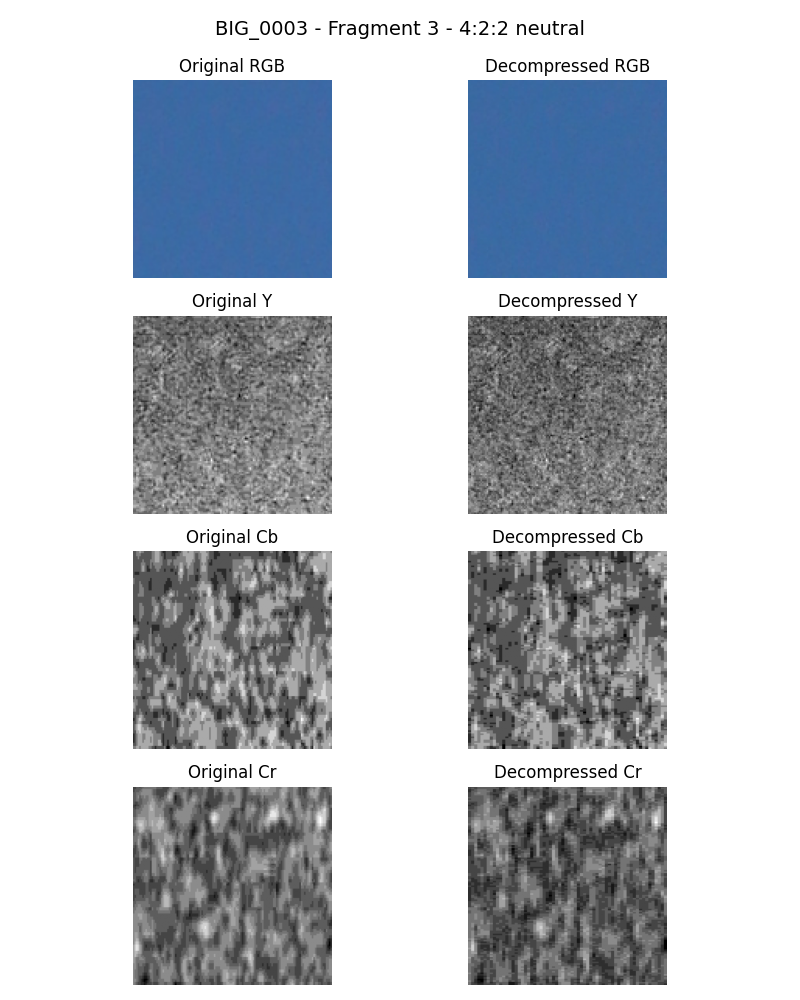 BIG_0003 - Fragment 3 - 4:2:2 neutral
Original RGB
Decompressed RGB
Original Y
Decompressed Y
Original Cb
Decompressed Cb
Original Cr
Decompressed Cr